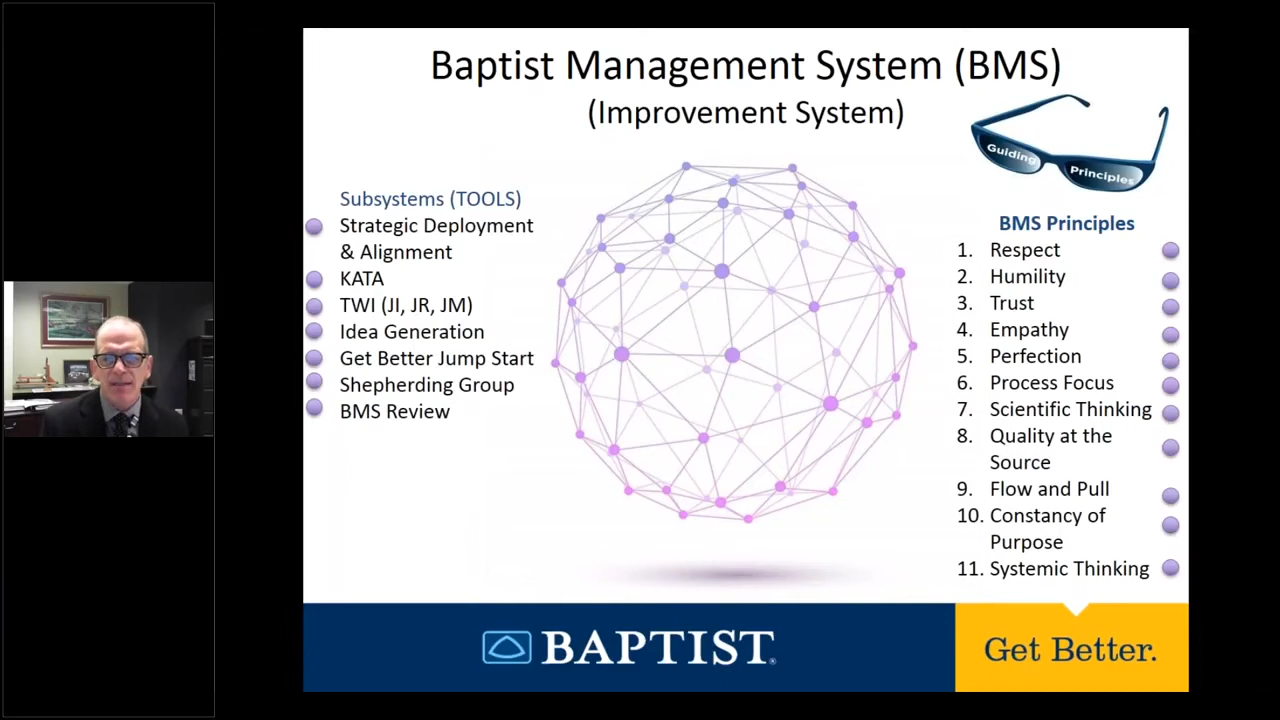 Baptist Management System (BMS)
(Improvement System)
Guiding
Principles
Subsystems (TOOLS)
Strategic Deployment
& Alignment
KATA
TWI (JI, JR, JM)
Idea Generation
Get Better Jump Start
Shepherding Group
BMS Review
BMS Principles
1. Respect
2. Humility
3. Trust
4. Empathy
5. Perfection
6. Process Focus
7. Scientific Thinking
8. Quality at the
Source
9. Flow and Pull
10. Constancy of
Purpose
11. Systemic Thinking
BAPTIST®
Get Better.